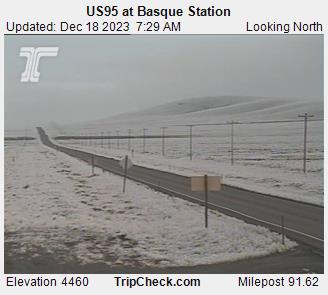 US95 at Basque Station
Updated: Dec 18 2023 7:29 AM Looking North
Elevation 4460 TripCheck.com Milepost 91.62